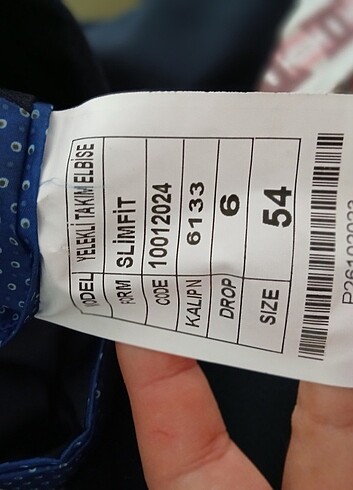 MODEL YELEKLİ TAKIM ELBİSE
FORM SLİMFİT
CODE 10012024
KALIPN 6133
DROP 6
SIZE 54